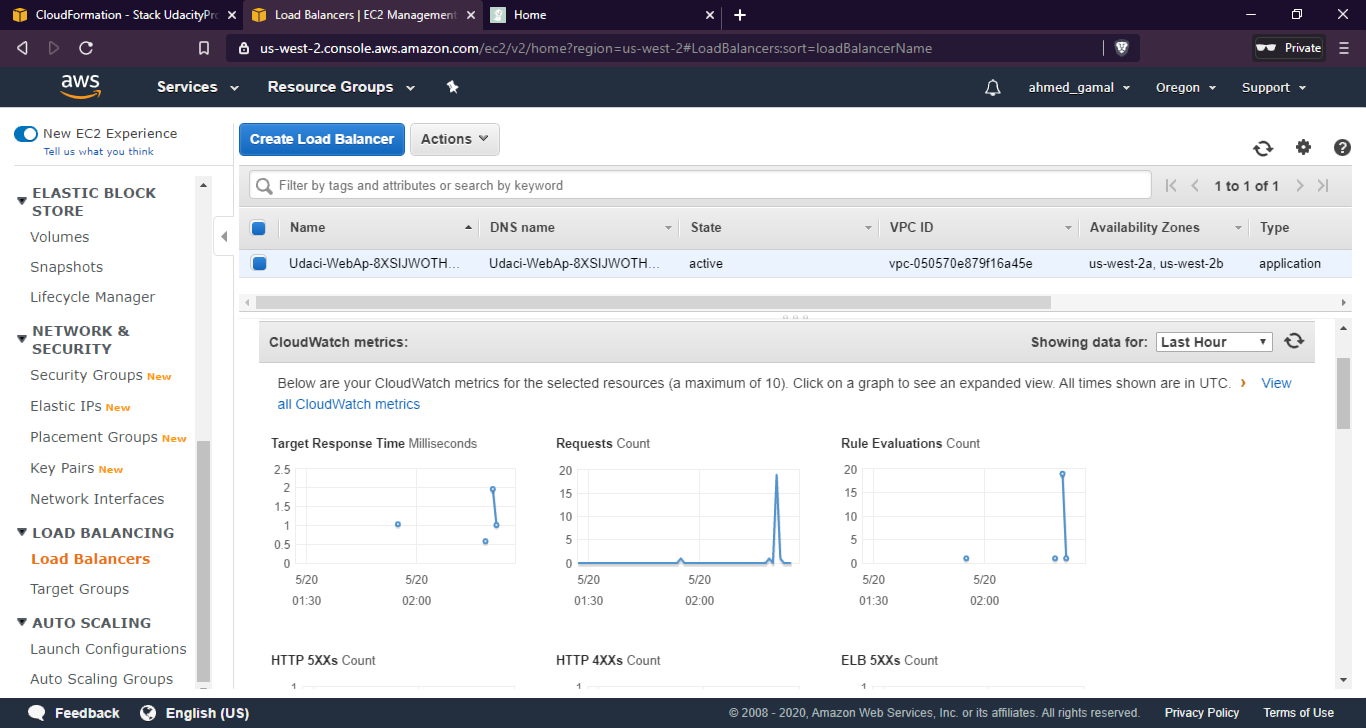 CloudFormation - Stack UdacityPro
Load Balancers | EC2 Management
Home
us-west-2.console.aws.amazon.com/ec2/v2/home?region=us-west-2#LoadBalancers:sort=loadBalancerName
Private
aws
Services
Resource Groups
ahmed_gamal
Oregon
Support
New EC2 Experience
Tell us what you think
ELASTIC BLOCK
STORE
Volumes
Snapshots
Lifecycle Manager
NETWORK &
SECURITY
Security Groups New
Elastic IPs New
Placement Groups New
Key Pairs New
Network Interfaces
LOAD BALANCING
Load Balancers
Target Groups
AUTO SCALING
Launch Configurations
Auto Scaling Groups
Create Load Balancer
Actions
Filter by tags and attributes or search by keyword
1 to 1 of 1
Name DNS name State VPC ID Availability Zones Type
Udaci-WebAp-8XSIJWOTH... Udaci-WebAp-8XSIJWOTH... active vpc-050570e879f16a45e us-west-2a, us-west-2b application
CloudWatch metrics:
Showing data for: Last Hour
Below are your CloudWatch metrics for the selected resources (a maximum of 10). Click on a graph to see an expanded view. All times shown are in UTC. › View
all CloudWatch metrics
Target Response Time Milliseconds
2.5
2
1.5
1
0.5
0
5/20 5/20
01:30 02:00
Requests Count
20
15
10
5
0
5/20 5/20
01:30 02:00
Rule Evaluations Count
20
15
10
5
0
5/20 5/20
01:30 02:00
HTTP 5XXs Count
1
HTTP 4XXs Count
1
ELB 5XXs Count
1
Feedback
English (US)
© 2008 - 2020, Amazon Web Services, Inc. or its affiliates. All rights reserved.
Privacy Policy
Terms of Use